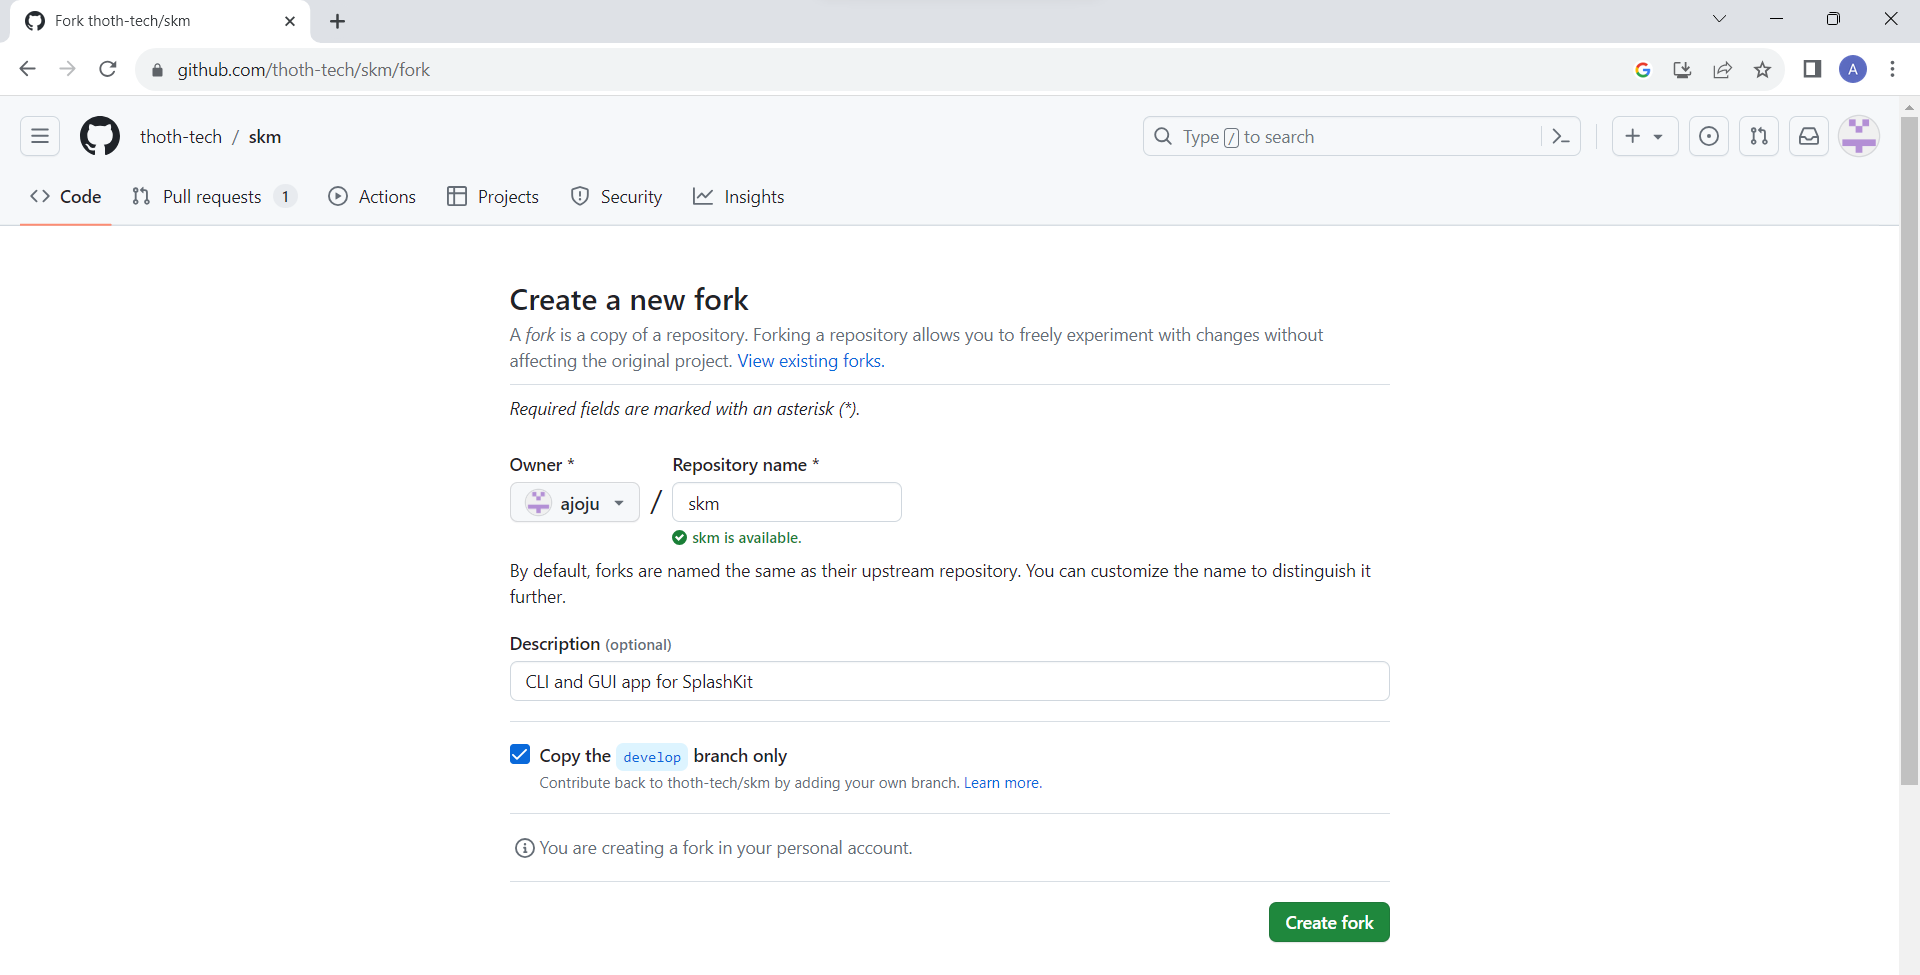 Fork thoth-tech/skm
github.com/thoth-tech/skm/fork
A
thoth-tech / skm
Type / to search
Code
Pull requests 1
Actions
Projects
Security
Insights
Create a new fork
A fork is a copy of a repository. Forking a repository allows you to freely experiment with changes without
affecting the original project. View existing forks.
Required fields are marked with an asterisk (*).
Owner * Repository name *
ajoju / skm
skm is available.
By default, forks are named the same as their upstream repository. You can customize the name to distinguish it
further.
Description (optional)
CLI and GUI app for SplashKit
Copy the develop branch only
Contribute back to thoth-tech/skm by adding your own branch. Learn more.
You are creating a fork in your personal account.
Create fork